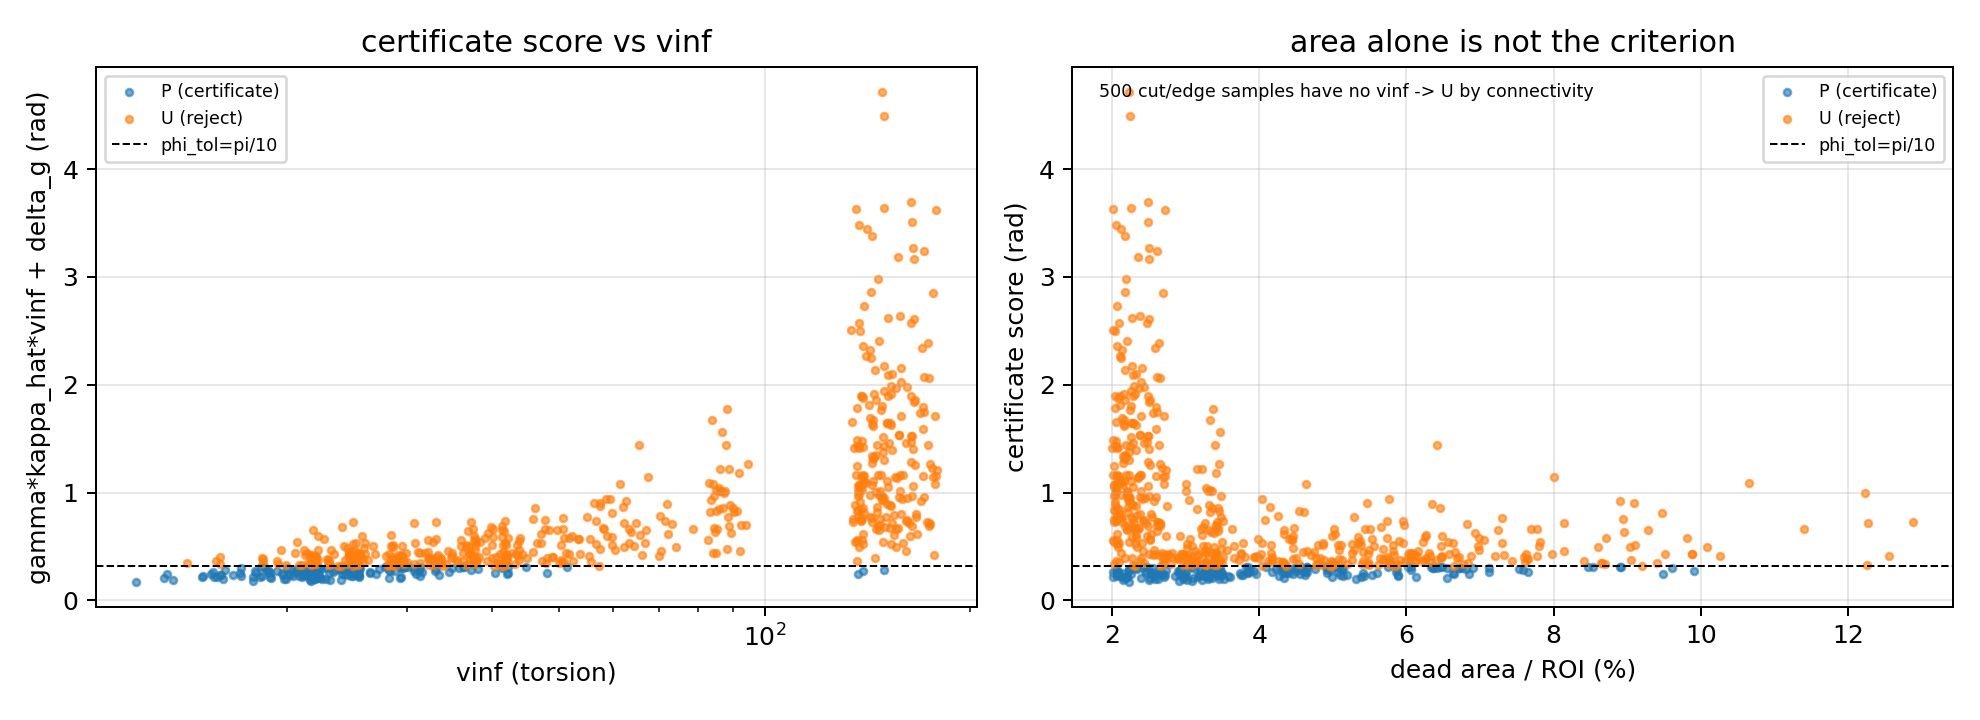 certificate score vs vinf
P (certificate)
U (reject)
phi_tol=pi/10
gamma*kappa_hat*vinf + delta_g (rad)
4
3
2
1
0
10²
vinf (torsion)
area alone is not the criterion
500 cut/edge samples have no vinf -> U by connectivity
P (certificate)
U (reject)
phi_tol=pi/10
certificate score (rad)
4
3
2
1
0
2 4 6 8 10 12
dead area / ROI (%)